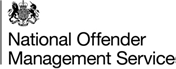 National Offender
Management Service